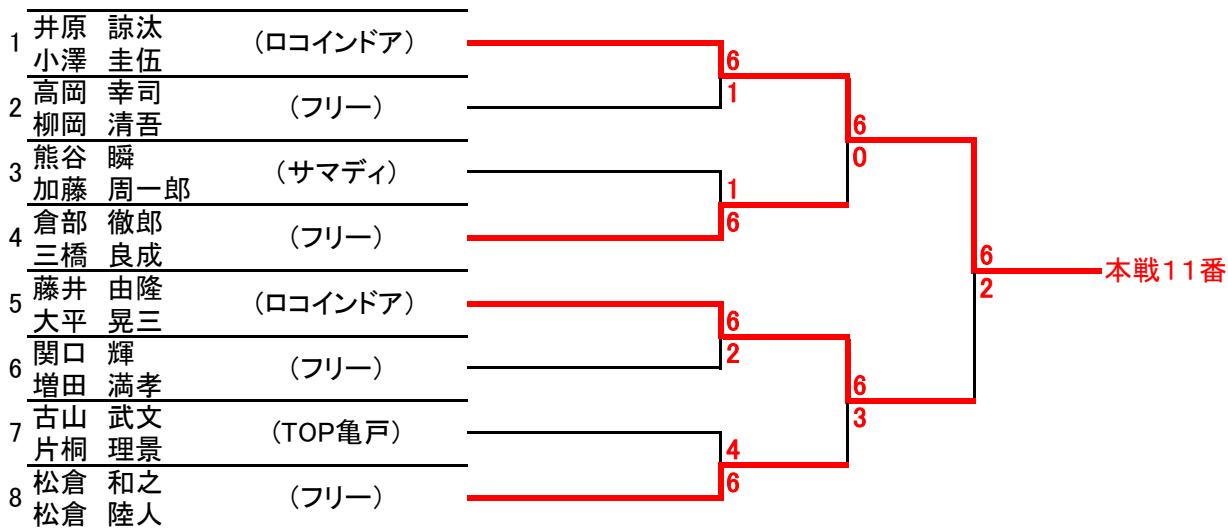 1 井原 諒汰 (ロコインドア)
小澤 圭伍
2 高岡 幸司 (フリー)
柳岡 清吾
3 熊谷 瞬 (サマディ)
加藤 周一郎
4 倉部 徹郎 (フリー)
三橋 良成
5 藤井 由隆 (ロコインドア)
大平 晃三
6 関口 輝 (フリー)
増田 満孝
7 古山 武文 (TOP亀戸)
片桐 理景
8 松倉 和之 (フリー)
松倉 陸人
6
1
1
6
6
2
4
6
6
0
6
3
6
2
本戦11番